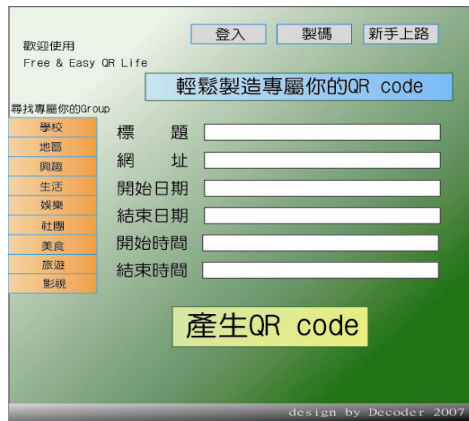 歡迎使用
Free & Easy QR Life
登入
製碼
新手上路
輕鬆製造專屬你的QR code
尋找專屬你的Group
學校
地區
興趣
生活
娛樂
社團
美食
旅遊
影視
標 題
網 址
開始日期
結束日期
開始時間
結束時間
產生QR code
design by Decoder 2007